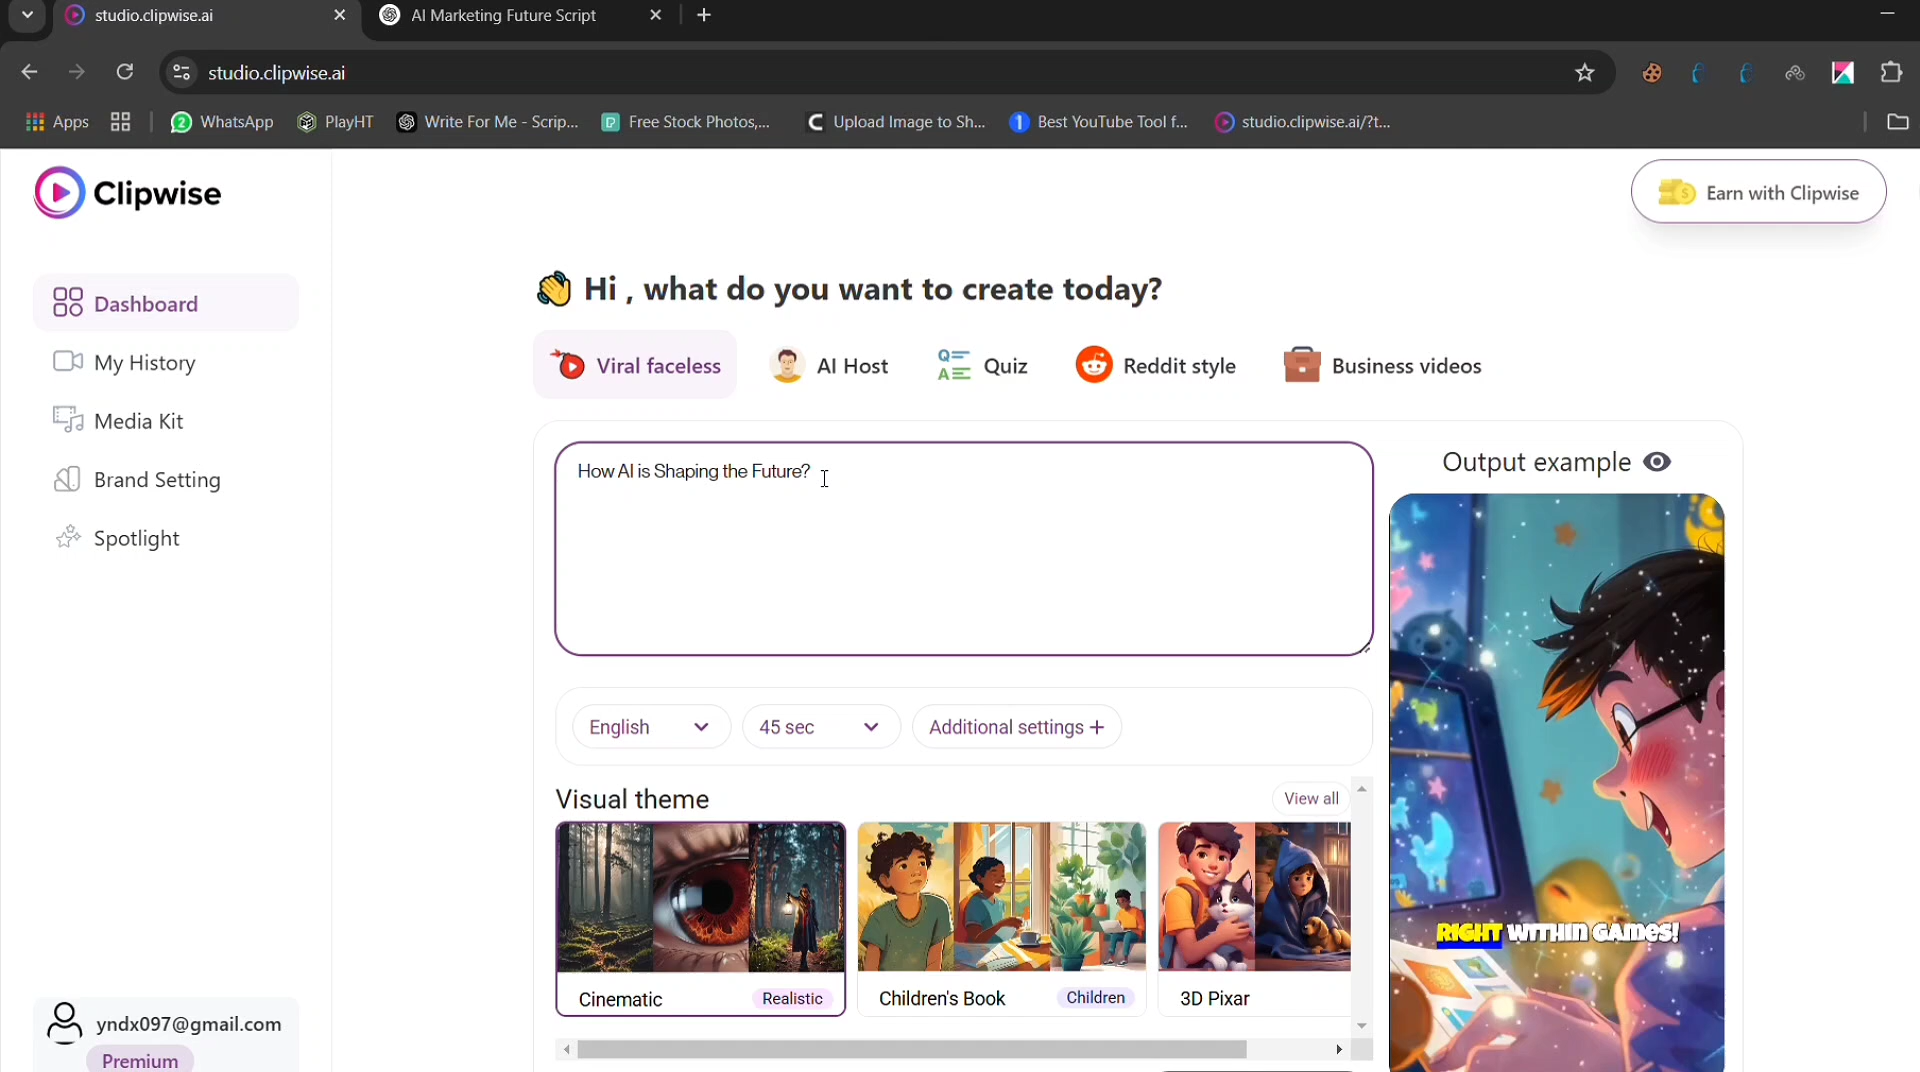 studio.clipwise.ai
AI Marketing Future Script
studio.clipwise.ai
Apps
WhatsApp
PlayHT
Write For Me - Scrip...
Free Stock Photos,...
Upload Image to Sh...
Best YouTube Tool f...
studio.clipwise.ai/?t...
Clipwise
Earn with Clipwise
Dashboard
My History
Media Kit
Brand Setting
Spotlight
Hi , what do you want to create today?
Viral faceless
AI Host
Quiz
Reddit style
Business videos
How AI is Shaping the Future?
Output example
English
45 sec
Additional settings +
Visual theme
View all
Cinematic
Realistic
Children's Book
Children
3D Pixar
RIGHT WITHIN GAMES!
yndx097@gmail.com
Premium